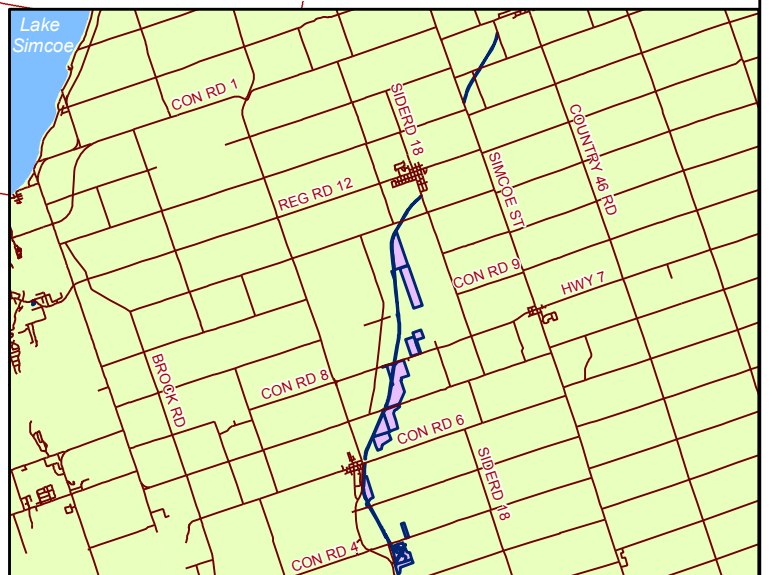 Lake
Simcoe
CON RD 1
SIDERD 18
COUNTRY 46 RD
SIMCOE ST
REG RD 12
CON RD 9
HWY 7
BROCK RD
CON RD 8
CON RD 6
SIDERD 18
CON RD 4